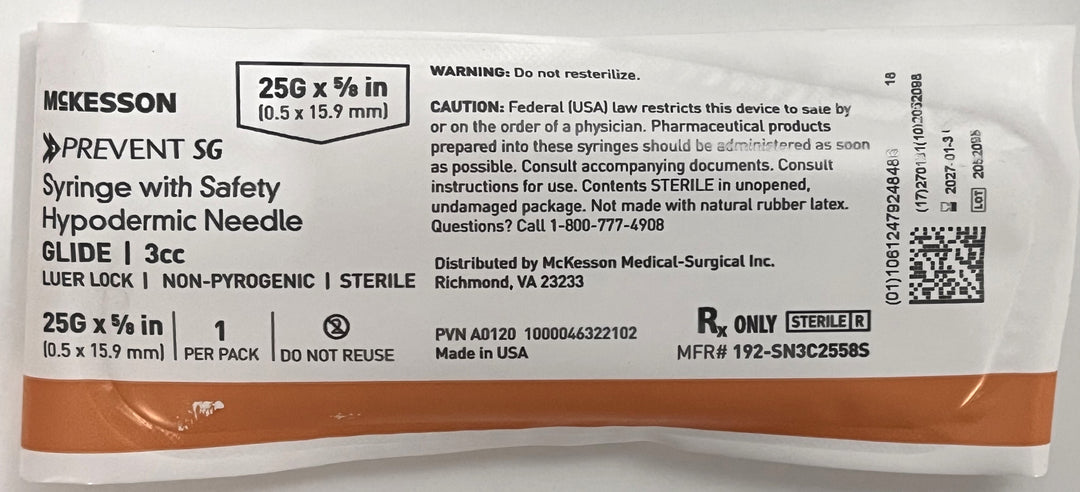 McKESSON
25G x 5/8 in
(0.5 x 15.9 mm)
PREVENT SG
Syringe with Safety
Hypodermic Needle
GLIDE | 3cc
LUER LOCK | NON-PYROGENIC | STERILE
25G x 5/8 in
(0.5 x 15.9 mm)
1
PER PACK
2
DO NOT REUSE
WARNING: Do not resterilize.
CAUTION: Federal (USA) law restricts this device to sale by
or on the order of a physician. Pharmaceutical products
prepared into these syringes should be administered as soon
as possible. Consult accompanying documents. Consult
instructions for use. Contents STERILE in unopened,
undamaged package. Not made with natural rubber latex.
Questions? Call 1-800-777-4908
Distributed by McKesson Medical-Surgical Inc.
Richmond, VA 23233
PVN A0120 1000046322102
Made in USA
Rx ONLY STERILE R
MFR# 192-SN3C2558S
18
(17)270131(10)2052098
2027-01-31
LOT 2052098